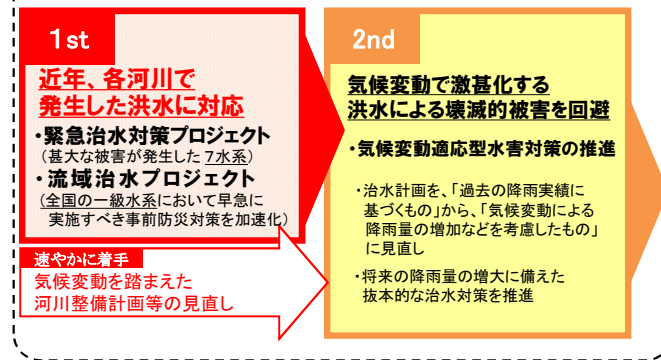 1st
近年、各河川で
発生した洪水に対応
・緊急治水対策プロジェクト
（甚大な被害が発生した 7水系）
・流域治水プロジェクト
（全国の一級水系において早急に
実施すべき事前防災対策を加速化）
速やかに着手
気候変動を踏まえた
河川整備計画等の見直し
2nd
気候変動で激甚化する
洪水による壊滅的被害を回避
・気候変動適応型水害対策の推進
・治水計画を、「過去の降雨実績に
基づくもの」から、「気候変動による
降雨量の増加などを考慮したもの」
に見直し
・将来の降雨量の増大に備えた
抜本的な治水対策を推進